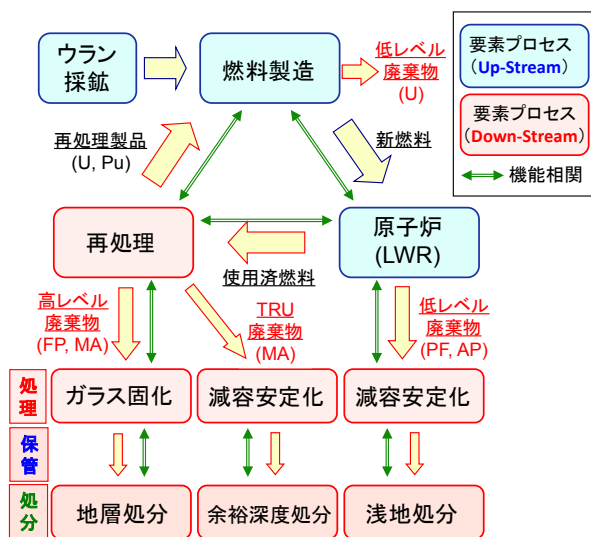 ウラン
採鉱
燃料製造
低レベル
廃棄物
(U)
要素プロセス
(Up-Stream)
要素プロセス
(Down-Stream)
機能相関
再処理製品
(U, Pu)
新燃料
再処理
原子炉
(LWR)
使用済燃料
高レベル
廃棄物
(FP, MA)
TRU
廃棄物
(MA)
低レベル
廃棄物
(PF, AP)
処理
ガラス固化
減容安定化
減容安定化
保管
処分
地層処分
余裕深度処分
浅地処分